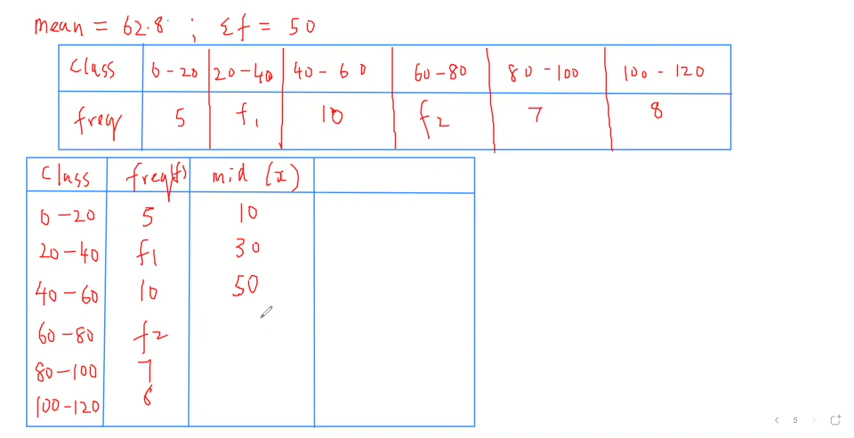 mean = 62.8 ; Σf = 50
Class 0-20 20-40 40-60 60-80 80-100 100-120
freq 5 f1 10 f2 7 8
Class freq(f) mid (x)
0-20 5 10
20-40 f1 30
40-60 10 50
60-80 f2
80-100 7
100-120 6
5